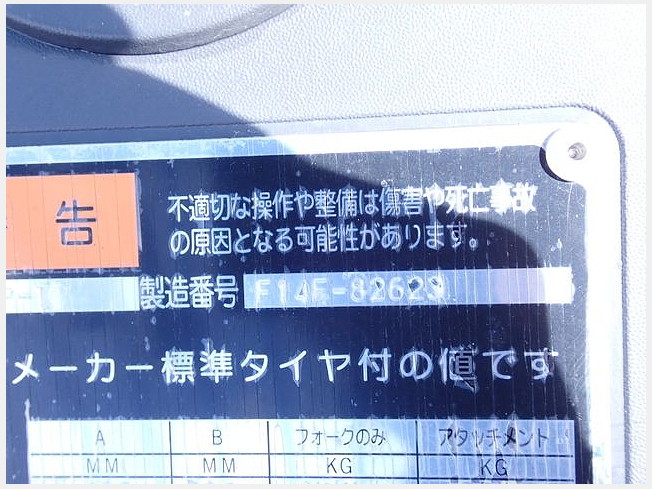 告
不適切な操作や整備は傷害や死亡事故
の原因となる可能性があります。
製造番号 F14E-82623
メーカー標準タイヤ付の値です
A B フォークのみ アタッチメント
MM MM KG KG